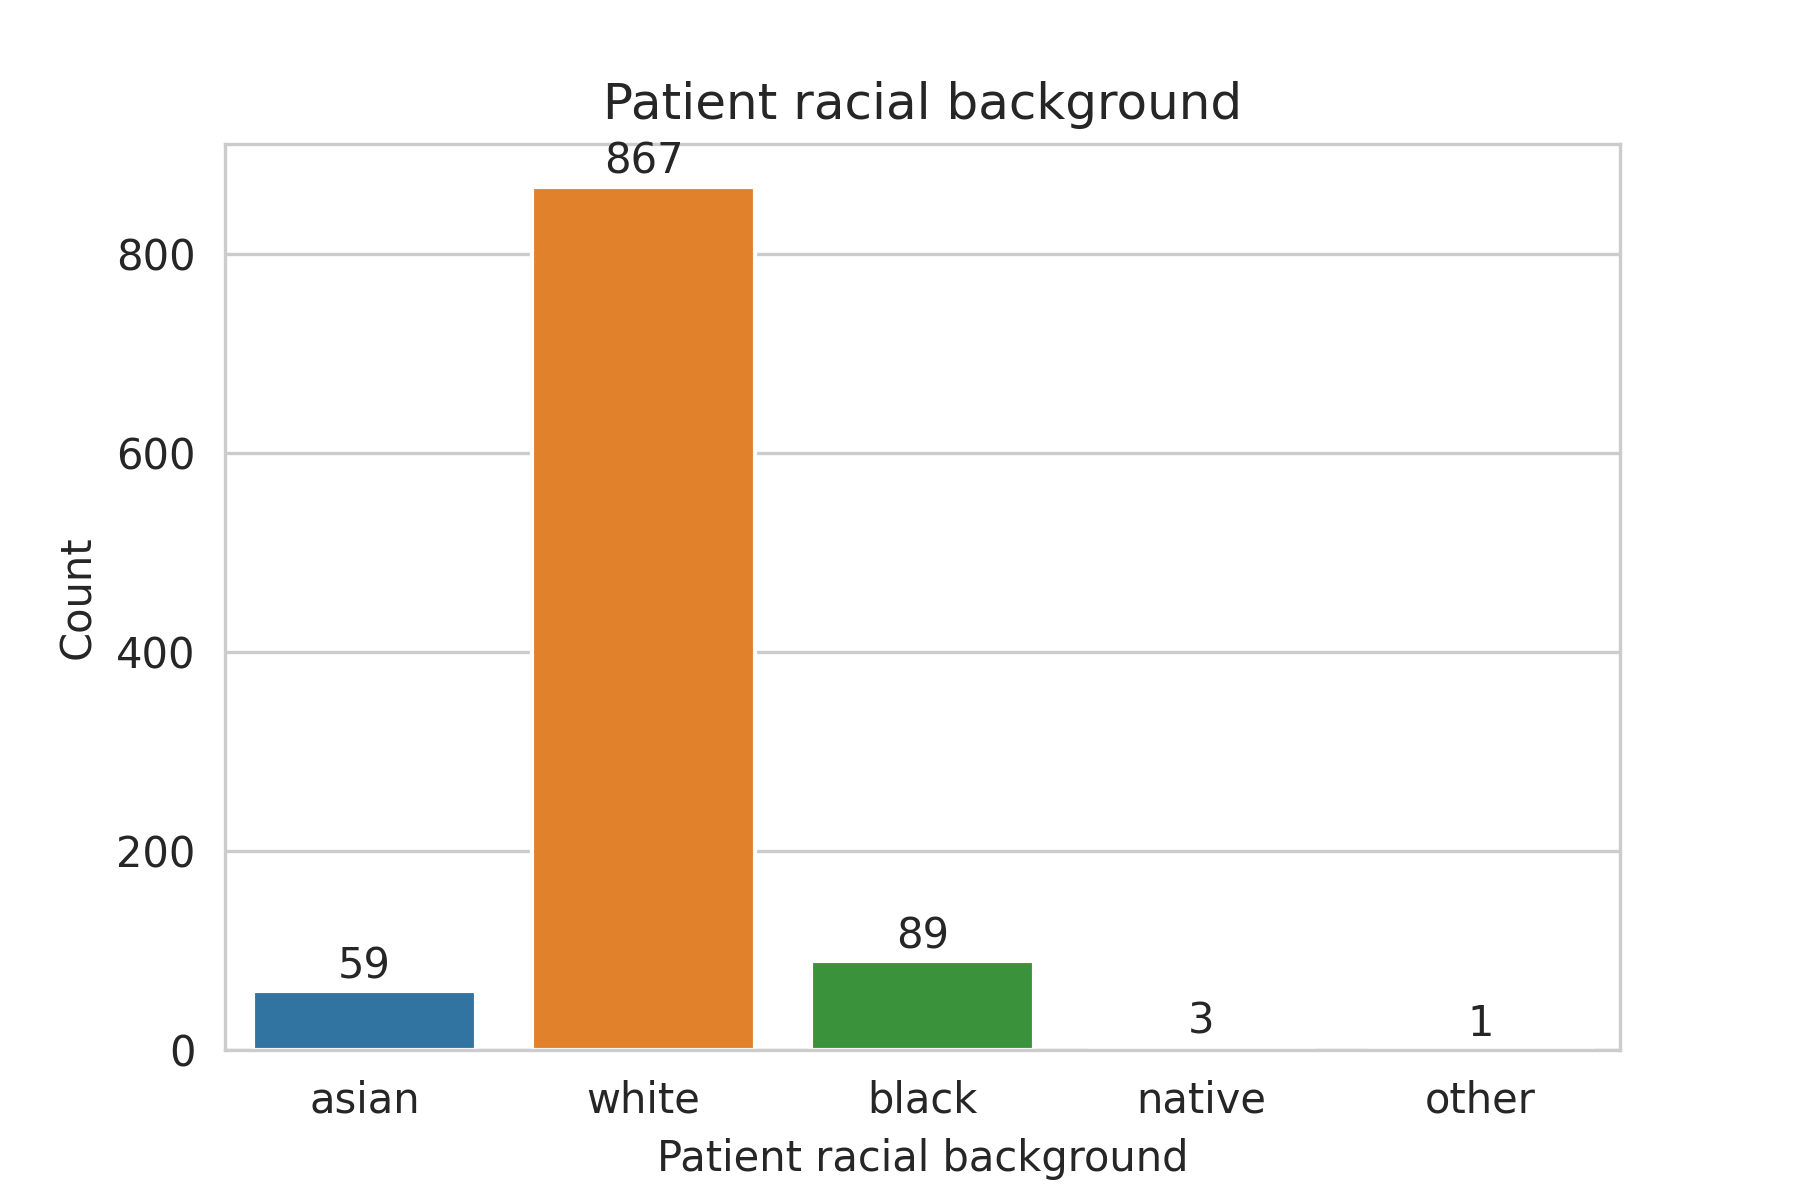 Patient racial background
867
800
600
Count
400
200
89
59
3
1
0
asian white black native other
Patient racial background